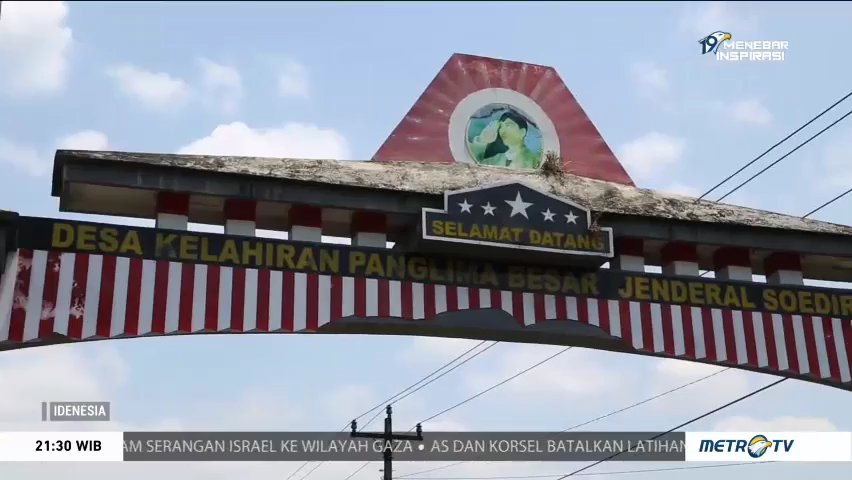 19 MENEBAR
INSPIRASI
SELAMAT DATANG
DESA KELAHIRAN PANGLIMA BESAR JENDERAL SOEDIR
IDENESIA
21:30 WIB
AM SERANGAN ISRAEL KE WILAYAH GAZA • AS DAN KORSEL BATALKAN LATIHAN
METRO TV